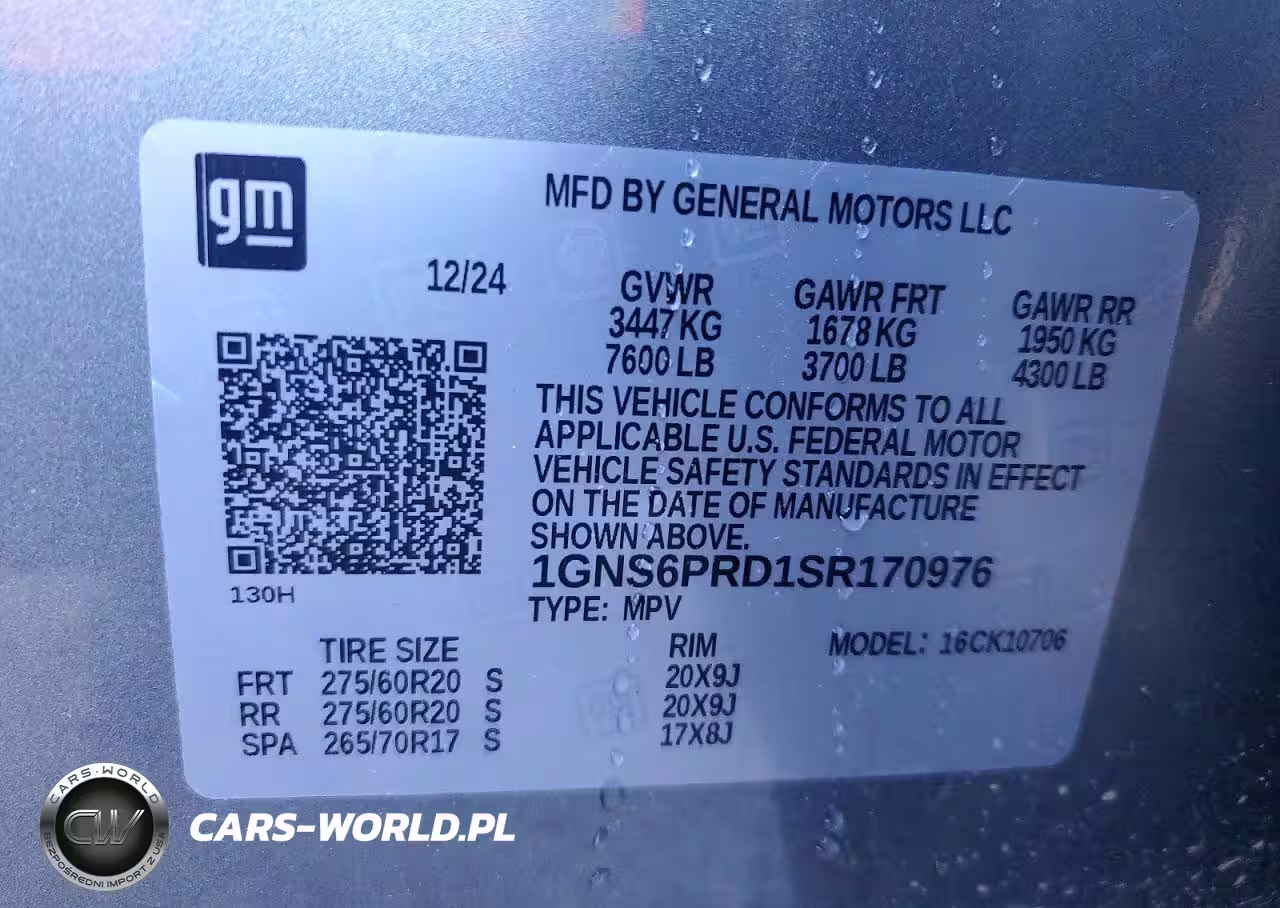 gm
MFD BY GENERAL MOTORS LLC
12/24
GVWR GAWR FRT GAWR RR
3447 KG 1678 KG 1950 KG
7600 LB 3700 LB 4300 LB
THIS VEHICLE CONFORMS TO ALL
APPLICABLE U.S. FEDERAL MOTOR
VEHICLE SAFETY STANDARDS IN EFFECT
ON THE DATE OF MANUFACTURE
SHOWN ABOVE.
1GNS6PRD1SR170976
130H
TYPE: MPV
MODEL: 16CK10706
TIRE SIZE RIM
FRT 275/60R20 S 20X9J
RR 275/60R20 S 20X9J
SPA 265/70R17 S 17X8J
CARS-WORLD
CW
BEZPOŚREDNI IMPORT Z USA
CARS-WORLD.PL